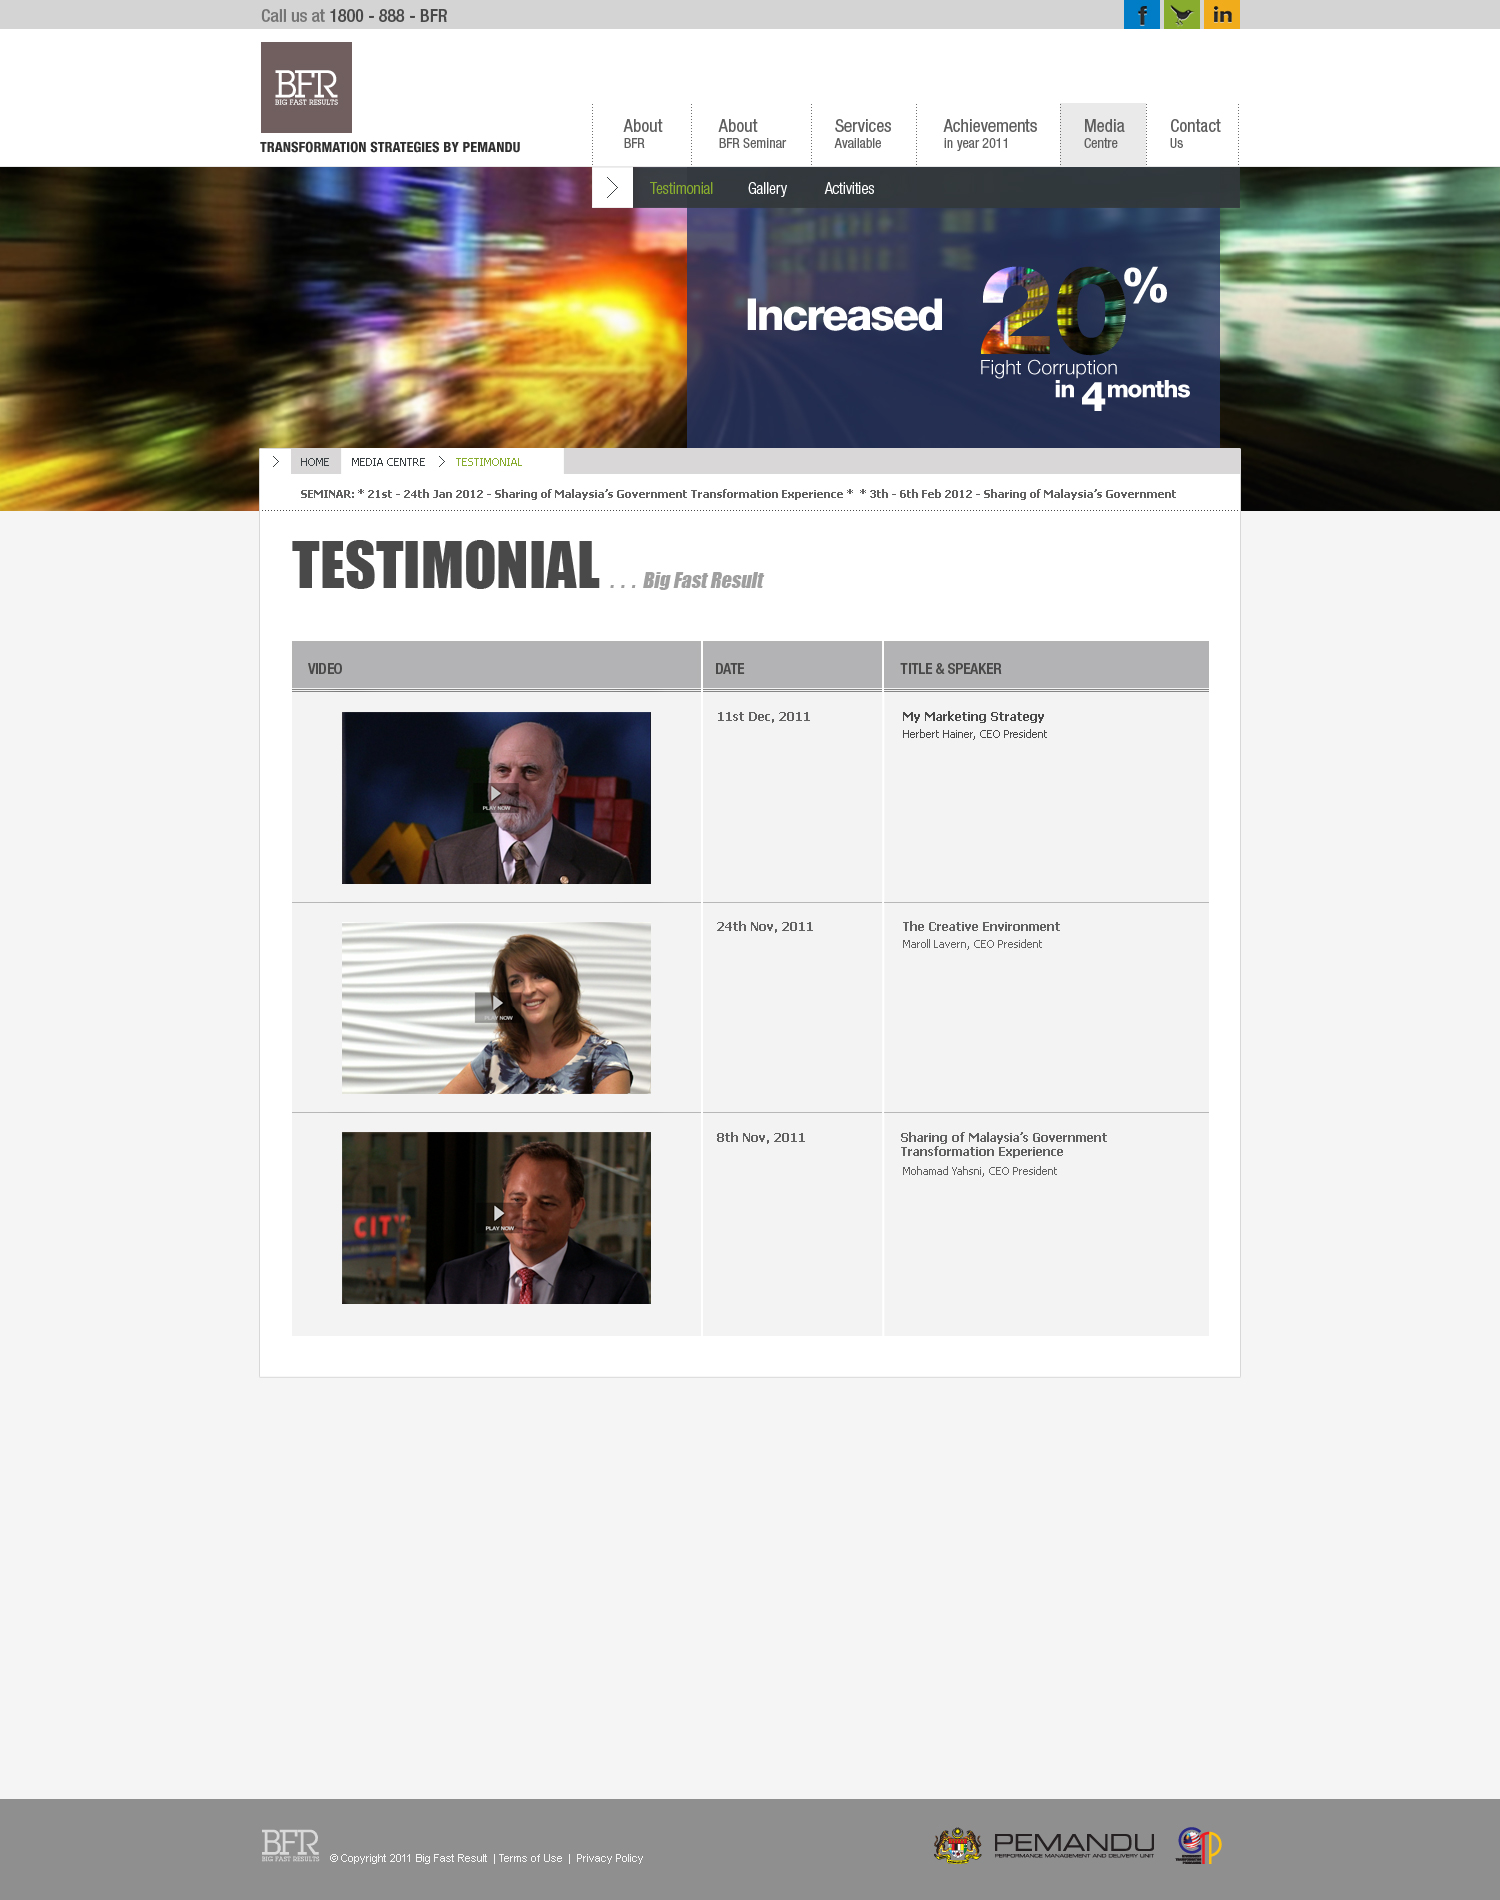 Call us at 1800 - 888 - BFR
f
in
BFR
BIG FAST RESULTS
TRANSFORMATION STRATEGIES BY PEMANDU
About
BFR
About
BFR Seminar
Services
Available
Achievements
In year 2011
Media
Centre
Contact
Us
Testimonial Gallery Activities
Increased 20%
Fight Corruption
in 4 months
HOME MEDIA CENTRE TESTIMONIAL
SEMINAR: * 21st - 24th Jan 2012 - Sharing of Malaysia's Government Transformation Experience * * 3th - 6th Feb 2012 - Sharing of Malaysia's Government
TESTIMONIAL . . . Big Fast Result
VIDEO DATE TITLE & SPEAKER
11st Dec, 2011
My Marketing Strategy
Herbert Hainer, CEO President
PLAY NOW
24th Nov, 2011
The Creative Environment
Maroll Lavern, CEO President
PLAY NOW
8th Nov, 2011
Sharing of Malaysia's Government
Transformation Experience
Mohamad Yahsni, CEO President
CITY
PLAY NOW
BFR
BIG FAST RESULTS
© Copyright 2011 Big Fast Result | Terms of Use | Privacy Policy
PEMANDU
PERFORMANCE MANAGEMENT AND DELIVERY UNIT